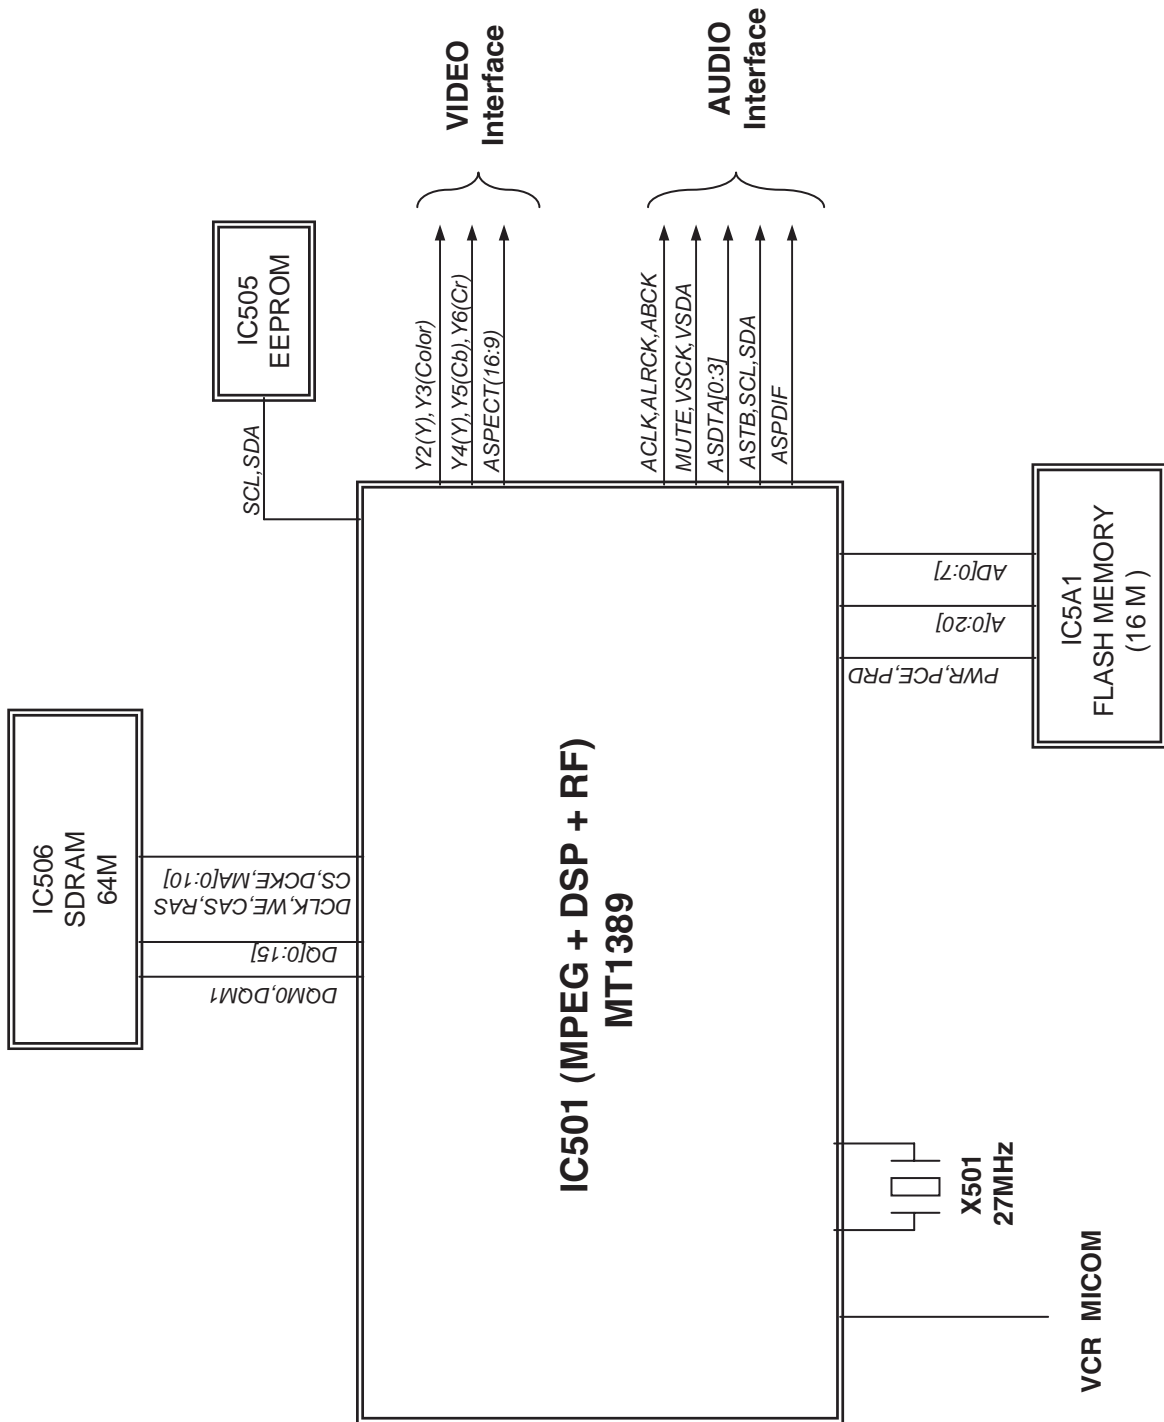 IC506
SDRAM
64M
DQM0,DQM1
DQ[0:15]
DCLK,WE,CAS,RAS
CS,DCKE,MA[0:10]
IC505
EEPROM
SCL,SDA
VIDEO
Interface
Y2(Y),Y3(Color)
Y4(Y),Y5(Cb),Y6(Cr)
ASPECT(16:9)
AUDIO
Interface
ACLK,ALRCK,ABCK
MUTE,VSCK,VSDA
ASDTA[0:3]
ASTB,SCL,SDA
ASPDIF
IC501 (MPEG + DSP + RF)
MT1389
VCR MICOM
X501
27MHz
PWR,PCE,PRD
A[0:20]
AD[0:7]
IC5A1
FLASH MEMORY
(16 M )